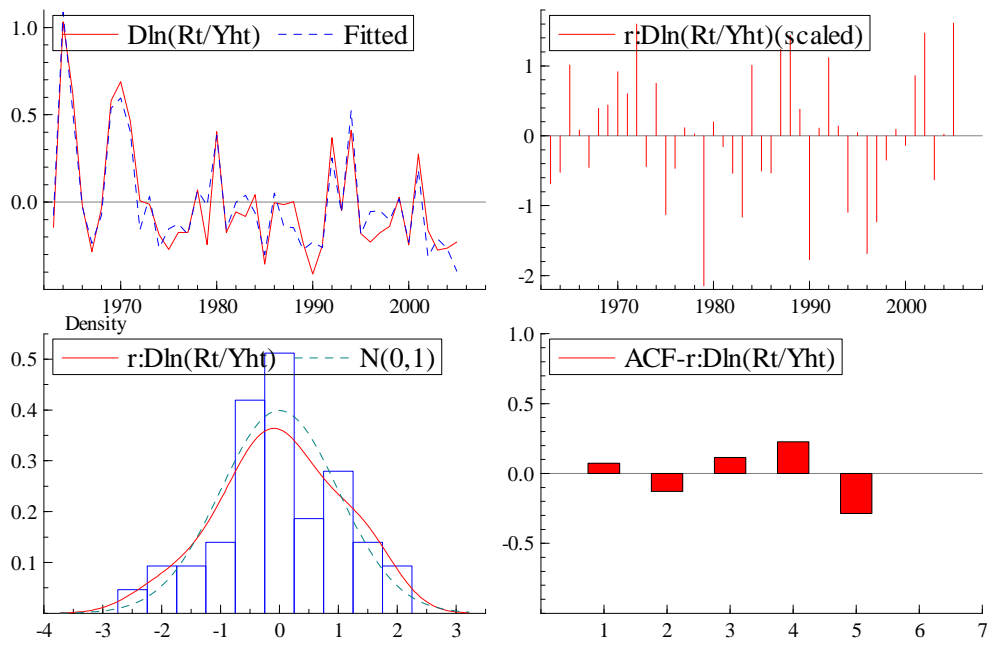 Dln(Rt/Yht) Fitted
1.0
0.5
0.0
1970 1980 1990 2000
r:Dln(Rt/Yht)(scaled)
1
0
-1
-2
1970 1980 1990 2000
Density
r:Dln(Rt/Yht) N(0,1)
0.5
0.4
0.3
0.2
0.1
-4 -3 -2 -1 0 1 2 3
ACF-r:Dln(Rt/Yht)
1.0
0.5
0.0
-0.5
1 2 3 4 5 6 7